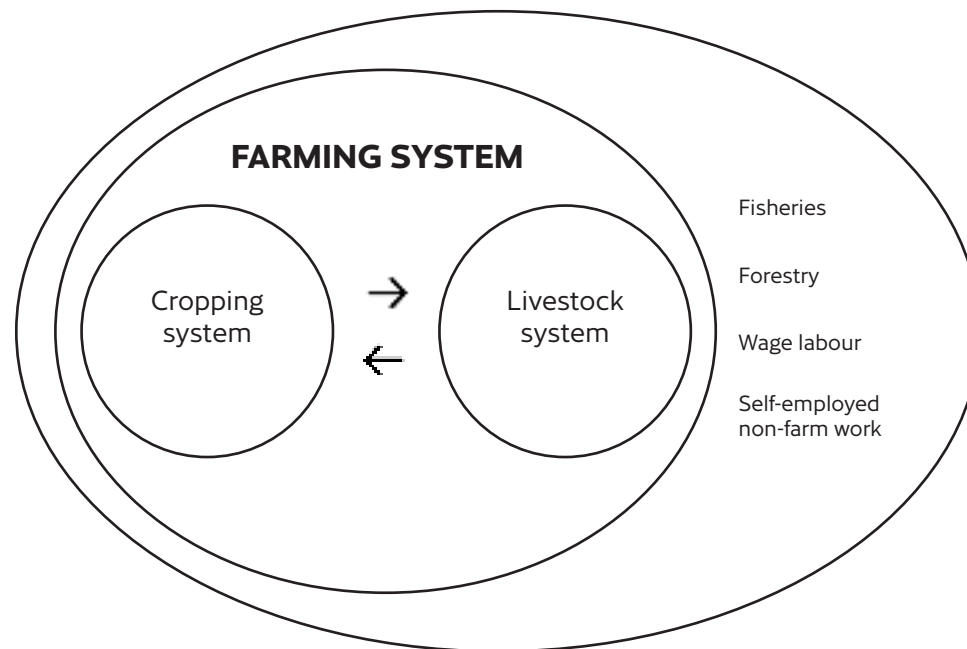 FARMING SYSTEM
Cropping
system
Livestock
system
Fisheries
Forestry
Wage labour
Self-employed
non-farm work